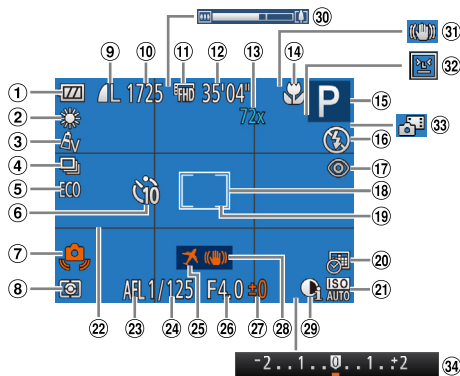 ㉚
⑨ ⑩ ⑪ ⑫ ⑬ ⑭ ㉛
① L 1725 FHD 35'04" P ⑮ ㉜
② 72x ㉝
③ Av ⑯
④ ⑰
⑤ ECO ⑱
⑥ 10 ⑲
⑦ ⑳
⑧ AFL 1/125 F4.0 ±0 i ISO AUTO ㉑
㉒ ㉓ ㉔ ㉕ ㉖ ㉗ ㉘ ㉙
-2..1..0..1.:+2 ㉞